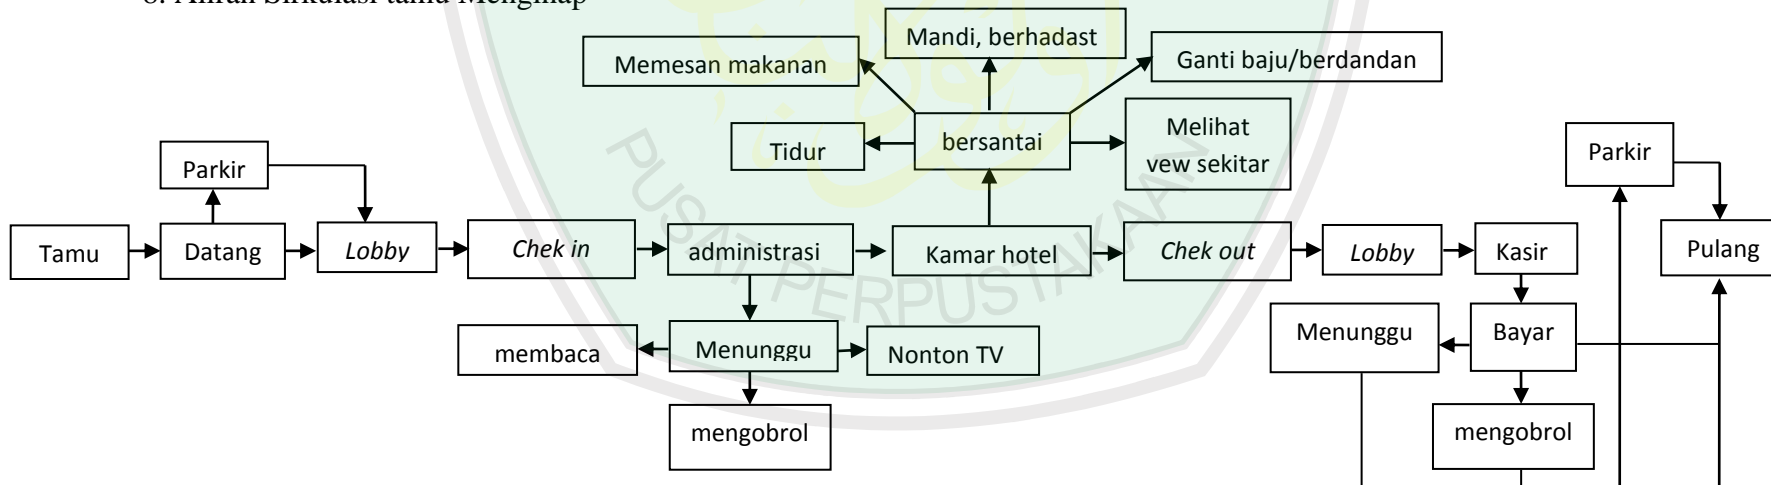 Mandi, berhadast
Memesan makanan
Ganti baju/berdandan
Tidur
bersantai
Melihat
vew sekitar
Parkir
Parkir
Tamu
Datang
Lobby
Chek in
administrasi
Kamar hotel
Chek out
Lobby
Kasir
Pulang
membaca
Menunggu
Nonton TV
Menunggu
Bayar
mengobrol
mengobrol
PUSAT PERPUSTAKAAN